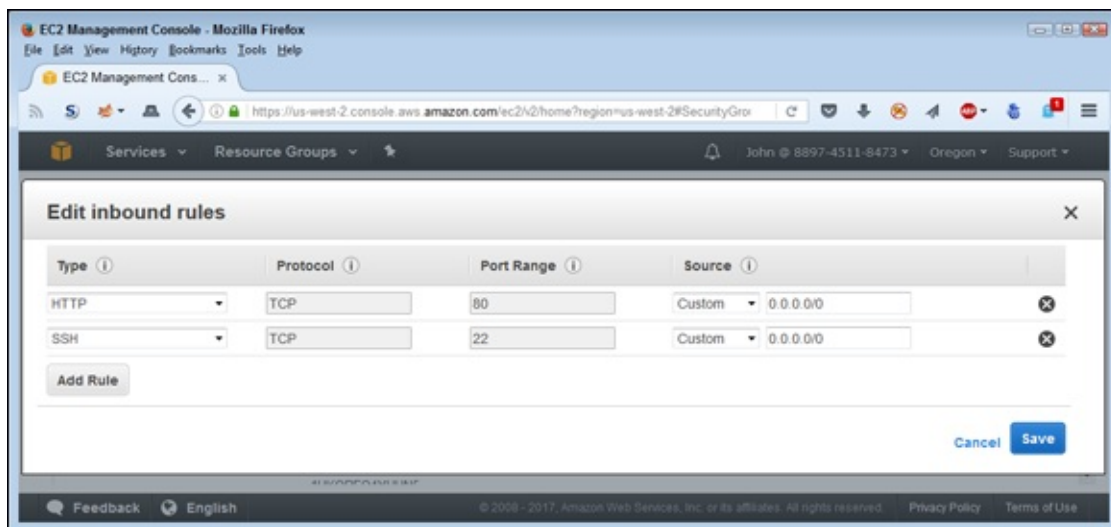 EC2 Management Console - Mozilla Firefox
File Edit View History Bookmarks Tools Help
EC2 Management Cons... ×
https://us-west-2.console.aws.amazon.com/ec2/v2/home?region=us-west-2#SecurityGro
Services Resource Groups John @ 8897-4511-8473 Oregon Support
Edit inbound rules
Type Protocol Port Range Source
HTTP TCP 80 Custom 0.0.0.0/0
SSH TCP 22 Custom 0.0.0.0/0
Add Rule
Cancel Save
Feedback English © 2008 - 2017, Amazon Web Services, Inc. or its affiliates. All rights reserved. Privacy Policy Terms of Use